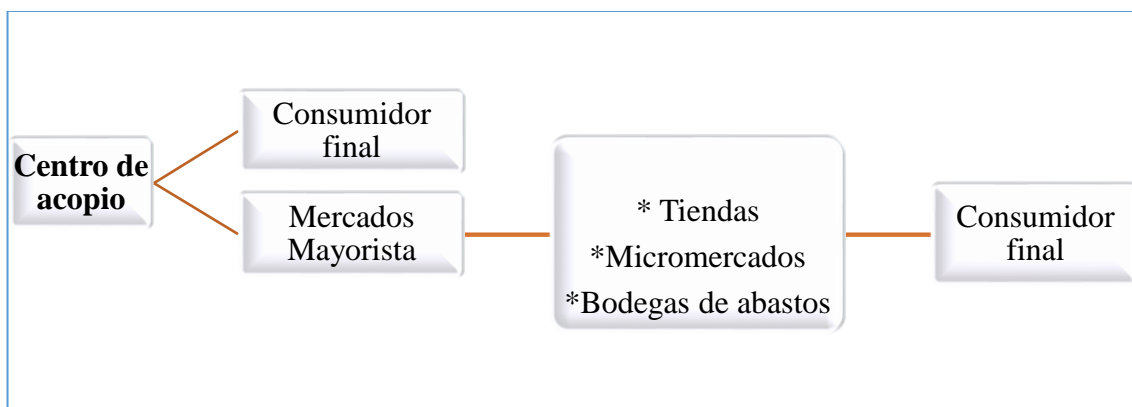 Centro de
acopio
Consumidor
final
Mercados
Mayorista
* Tiendas
*Micromercados
*Bodegas de abastos
Consumidor
final